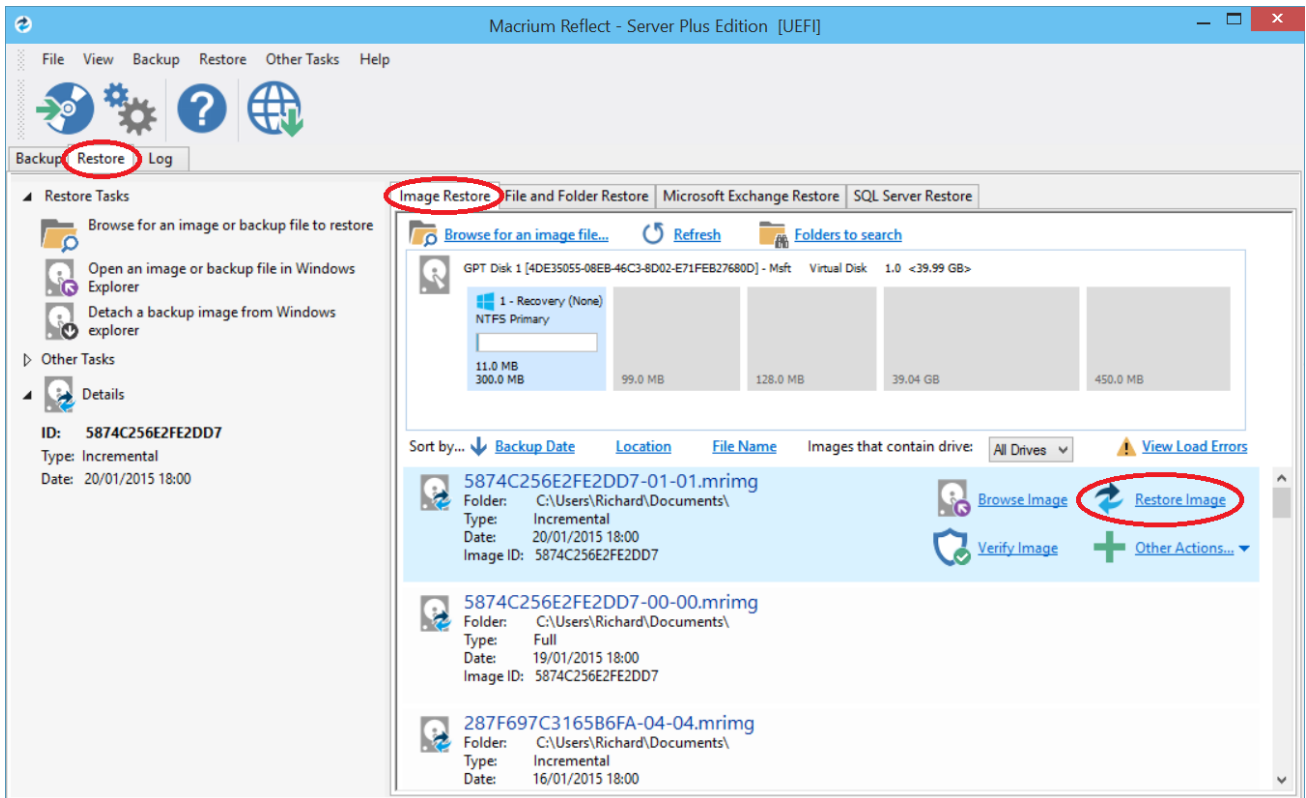 Macrium Reflect - Server Plus Edition [UEFI]
File View Backup Restore Other Tasks Help
Backup Restore Log
Restore Tasks
Browse for an image or backup file to restore
Open an image or backup file in Windows
Explorer
Detach a backup image from Windows
explorer
Other Tasks
Details
ID: 5874C256E2FE2DD7
Type: Incremental
Date: 20/01/2015 18:00
Image Restore File and Folder Restore Microsoft Exchange Restore SQL Server Restore
Browse for an image file... Refresh Folders to search
GPT Disk 1 [4DE35055-08EB-46C3-8D02-E71FEB27680D] - Msft Virtual Disk 1.0 <39.99 GB>
1 - Recovery (None)
NTFS Primary
11.0 MB
300.0 MB 99.0 MB 128.0 MB 39.04 GB 450.0 MB
Sort by... Backup Date Location File Name Images that contain drive: All Drives View Load Errors
5874C256E2FE2DD7-01-01.mrimg
Folder: C:\Users\Richard\Documents\
Type: Incremental
Date: 20/01/2015 18:00
Image ID: 5874C256E2FE2DD7
Browse Image Restore Image
Verify Image Other Actions...
5874C256E2FE2DD7-00-00.mrimg
Folder: C:\Users\Richard\Documents\
Type: Full
Date: 19/01/2015 18:00
Image ID: 5874C256E2FE2DD7
287F697C3165B6FA-04-04.mrimg
Folder: C:\Users\Richard\Documents\
Type: Incremental
Date: 16/01/2015 18:00